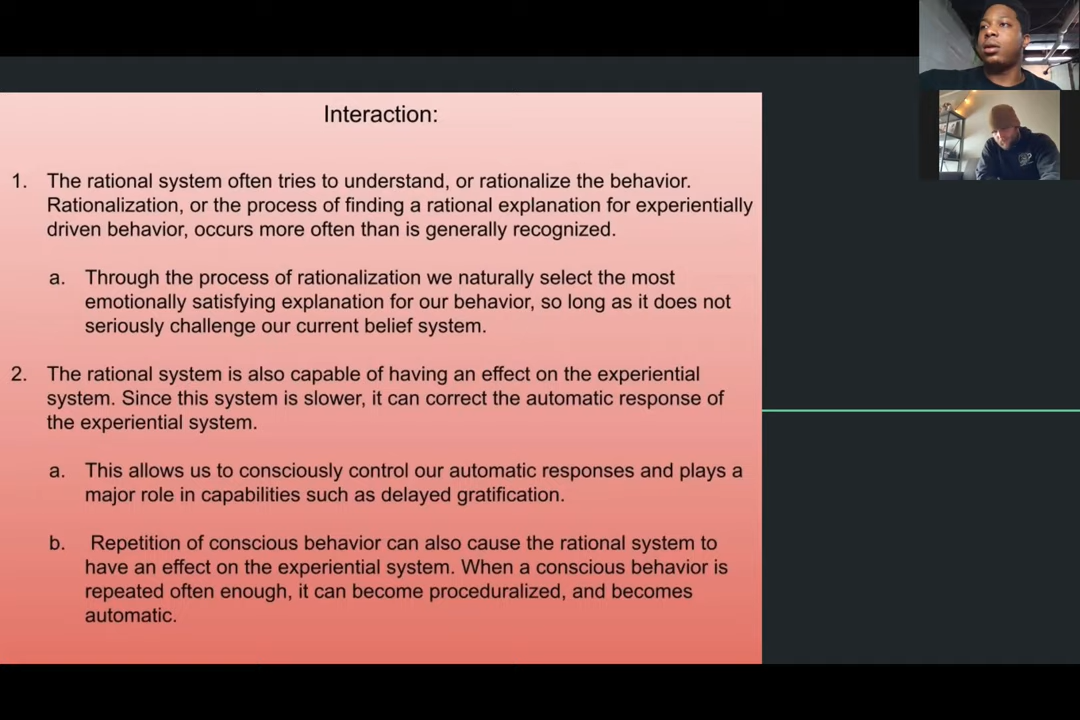 Interaction:
1. The rational system often tries to understand, or rationalize the behavior.
Rationalization, or the process of finding a rational explanation for experientially
driven behavior, occurs more often than is generally recognized.
a. Through the process of rationalization we naturally select the most
emotionally satisfying explanation for our behavior, so long as it does not
seriously challenge our current belief system.
2. The rational system is also capable of having an effect on the experiential
system. Since this system is slower, it can correct the automatic response of
the experiential system.
a. This allows us to consciously control our automatic responses and plays a
major role in capabilities such as delayed gratification.
b. Repetition of conscious behavior can also cause the rational system to
have an effect on the experiential system. When a conscious behavior is
repeated often enough, it can become proceduralized, and becomes
automatic.